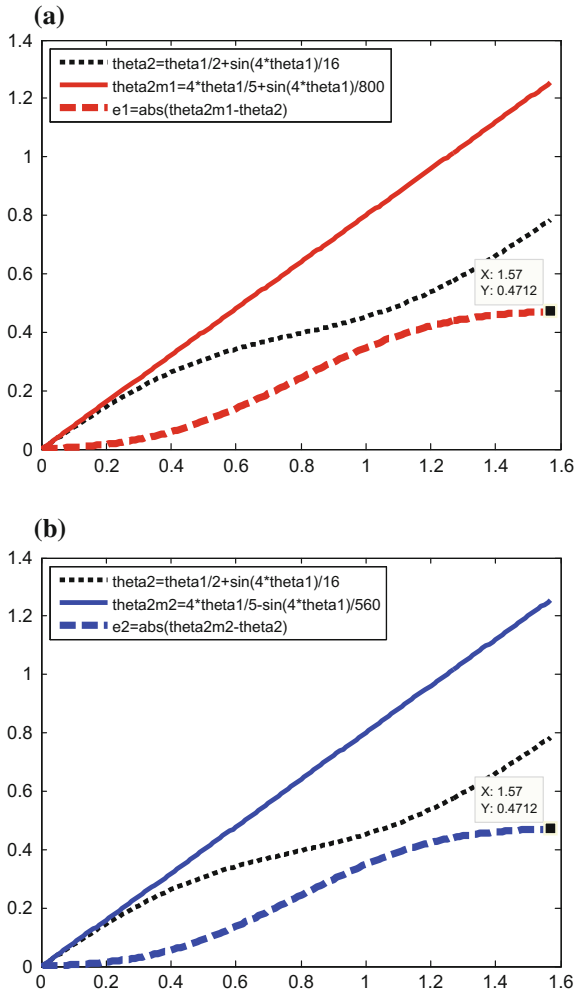 (a)
1.4
theta2=theta1/2+sin(4*theta1)/16
theta2m1=4*theta1/5+sin(4*theta1)/800
e1=abs(theta2m1-theta2)
1.2
1
0.8
X: 1.57
Y: 0.4712
0.6
0.4
0.2
0
0 0.2 0.4 0.6 0.8 1 1.2 1.4 1.6
(b)
1.4
theta2=theta1/2+sin(4*theta1)/16
theta2m2=4*theta1/5-sin(4*theta1)/560
e2=abs(theta2m2-theta2)
1.2
1
0.8
X: 1.57
Y: 0.4712
0.6
0.4
0.2
0
0 0.2 0.4 0.6 0.8 1 1.2 1.4 1.6